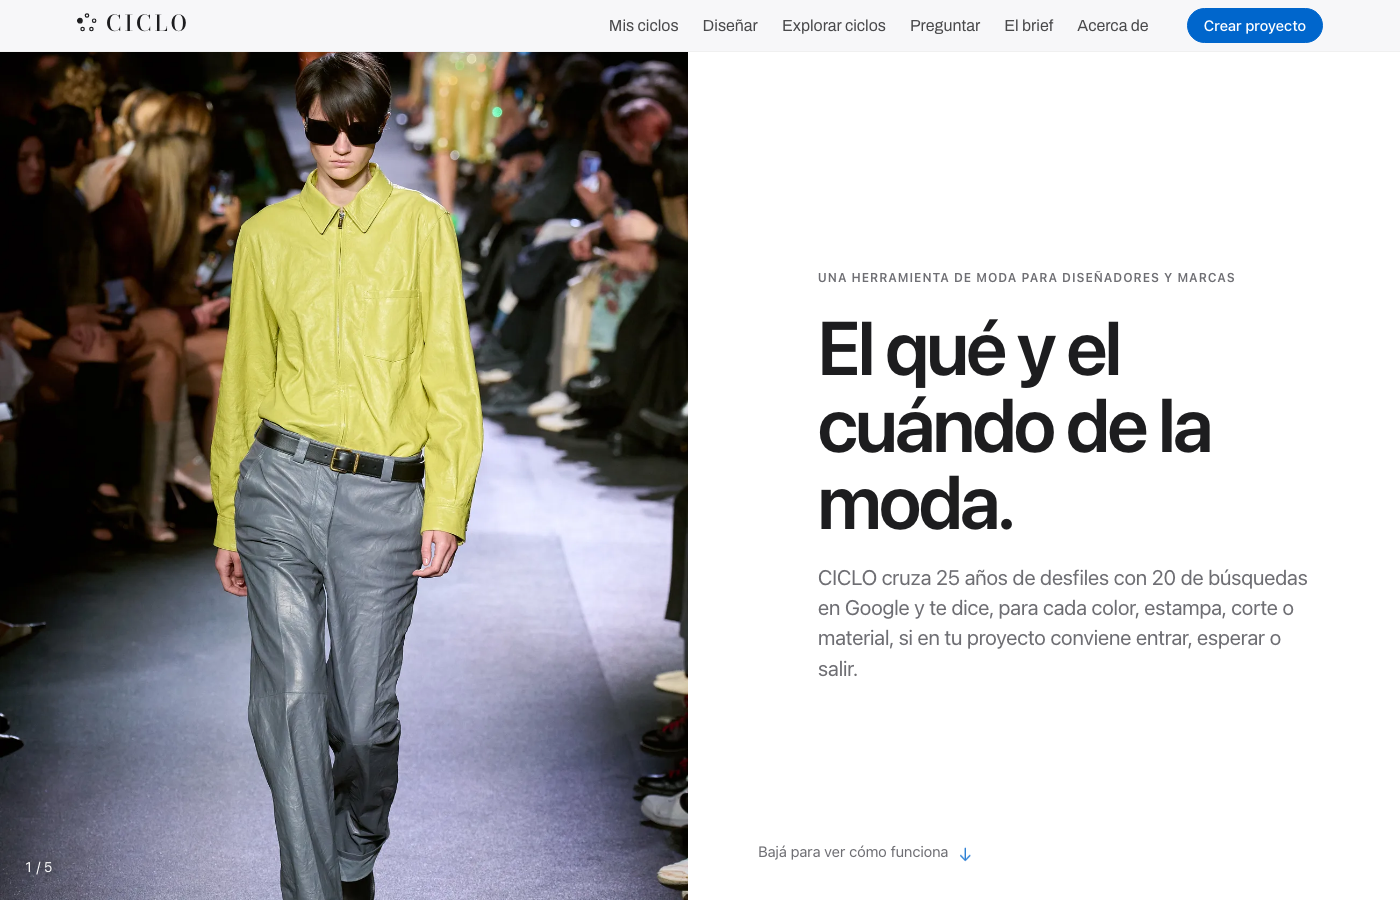 CICLO
Mis ciclos
Diseñar
Explorar ciclos
Preguntar
El brief
Acerca de
Crear proyecto
UNA HERRAMIENTA DE MODA PARA DISEÑADORES Y MARCAS
El qué y el
cuándo de la
moda.
CICLO cruza 25 años de desfiles con 20 de búsquedas
en Google y te dice, para cada color, estampa, corte o
material, si en tu proyecto conviene entrar, esperar o
salir.
Bajá para ver cómo funciona
1 / 5